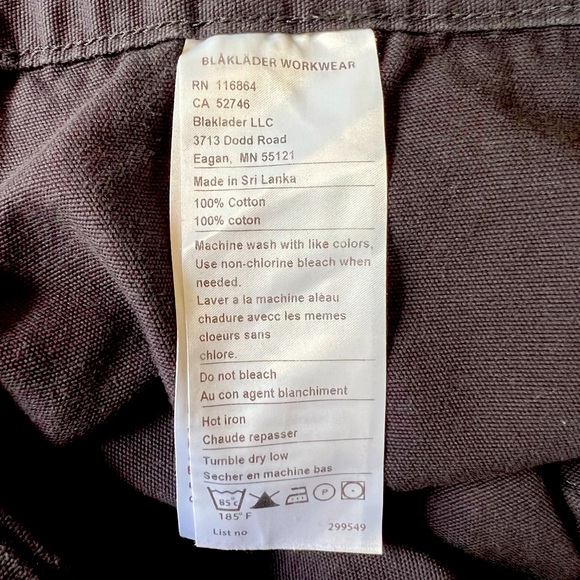 BLÅKLÄDER WORKWEAR
RN 116864
CA 52746
Blaklader LLC
3713 Dodd Road
Eagan, MN 55121
Made in Sri Lanka
100% Cotton
100% coton
Machine wash with like colors,
Use non-chlorine bleach when
needed.
Laver a la machine alèau
chadure avecc les memes
cloeurs sans
chlore.
Do not bleach
Au con agent blanchiment
Hot iron
Chaude repasser
Tumble dry low
Secher en machine bas
85°c P
185°F
List no 299549